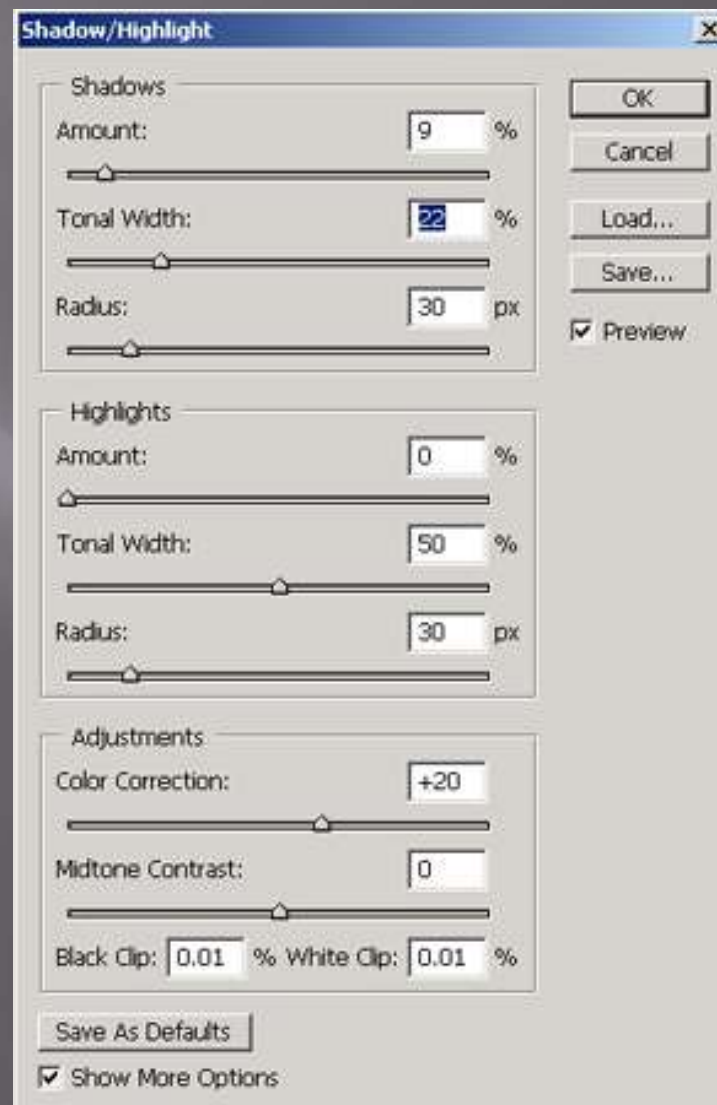 Shadow/Highlight
Shadows
Amount: 9 %
Tonal Width: 22 %
Radius: 30 px
Highlights
Amount: 0 %
Tonal Width: 50 %
Radius: 30 px
Adjustments
Color Correction: +20
Midtone Contrast: 0
Black Clip: 0.01 % White Clip: 0.01 %
Save As Defaults
Show More Options
OK
Cancel
Load...
Save...
Preview